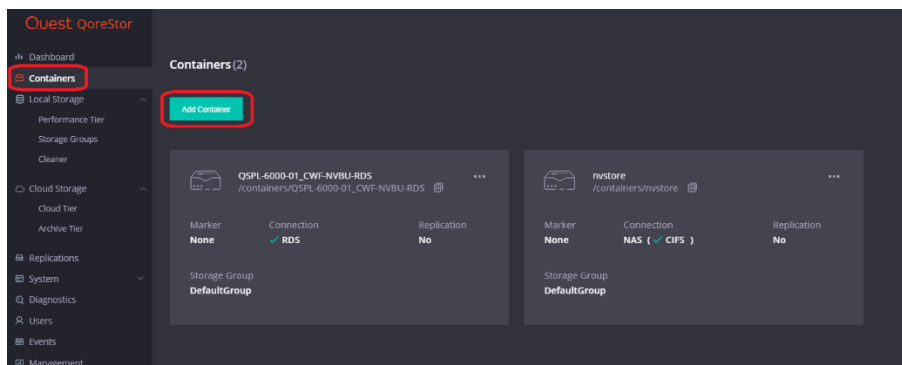 Quest QoreStor
Dashboard
Containers
Local Storage
Performance Tier
Storage Groups
Cleaner
Cloud Storage
Cloud Tier
Archive Tier
Replications
System
Diagnostics
Users
Events
Management
Containers (2)
Add Container
QSPL-6000-01_CWF-NVBU-RDS
/containers/QSPL-6000-01_CWF-NVBU-RDS
Marker Connection Replication
None RDS No
Storage Group
DefaultGroup
nvstore
/containers/nvstore
Marker Connection Replication
None NAS ( ✓ CIFS ) No
Storage Group
DefaultGroup